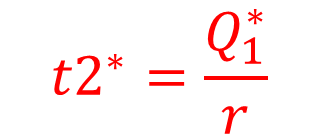 t2* = Q₁*/r